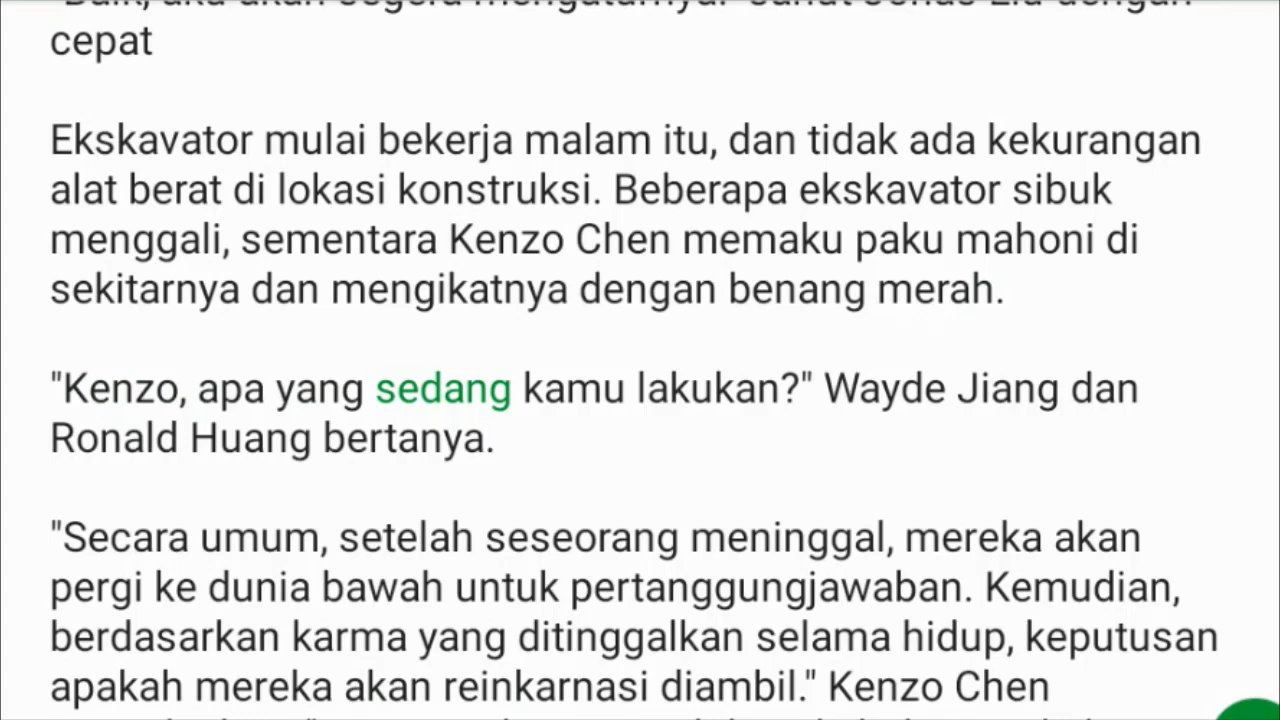 cepat
Ekskavator mulai bekerja malam itu, dan tidak ada kekurangan
alat berat di lokasi konstruksi. Beberapa ekskavator sibuk
menggali, sementara Kenzo Chen memaku paku mahoni di
sekitarnya dan mengikatnya dengan benang merah.
"Kenzo, apa yang sedang kamu lakukan?" Wayde Jiang dan
Ronald Huang bertanya.
"Secara umum, setelah seseorang meninggal, mereka akan
pergi ke dunia bawah untuk pertanggungjawaban. Kemudian,
berdasarkan karma yang ditinggalkan selama hidup, keputusan
apakah mereka akan reinkarnasi diambil." Kenzo Chen